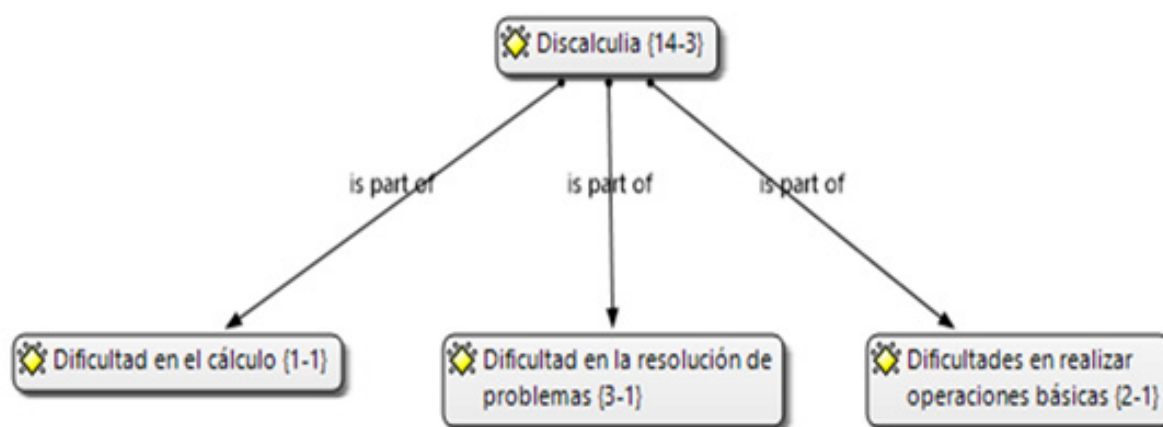 Discalculia {14-3}
is part of
is part of
is part of
Dificultad en el cálculo {1-1}
Dificultad en la resolución de
problemas {3-1}
Dificultades en realizar
operaciones básicas {2-1}